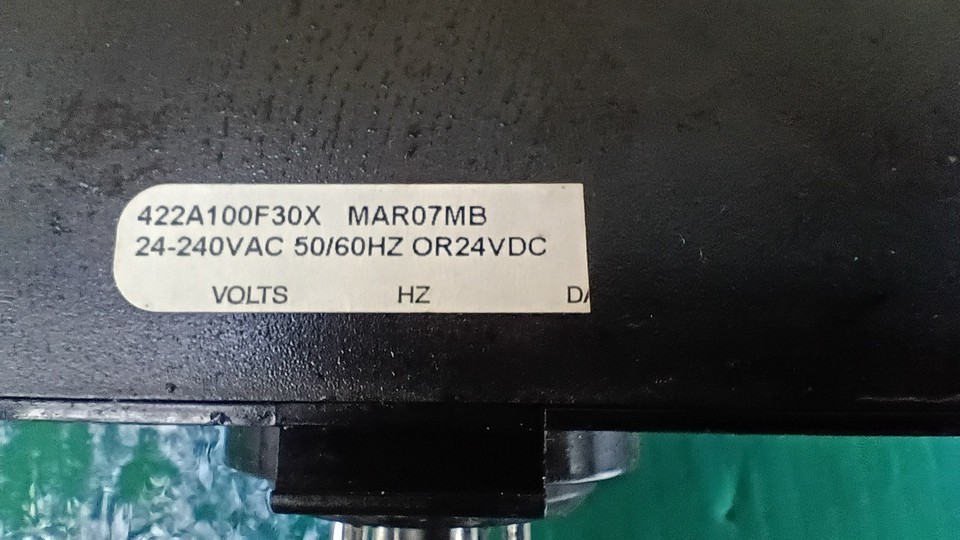 422A100F30X MAR07MB
24-240VAC 50/60HZ OR24VDC
VOLTS HZ